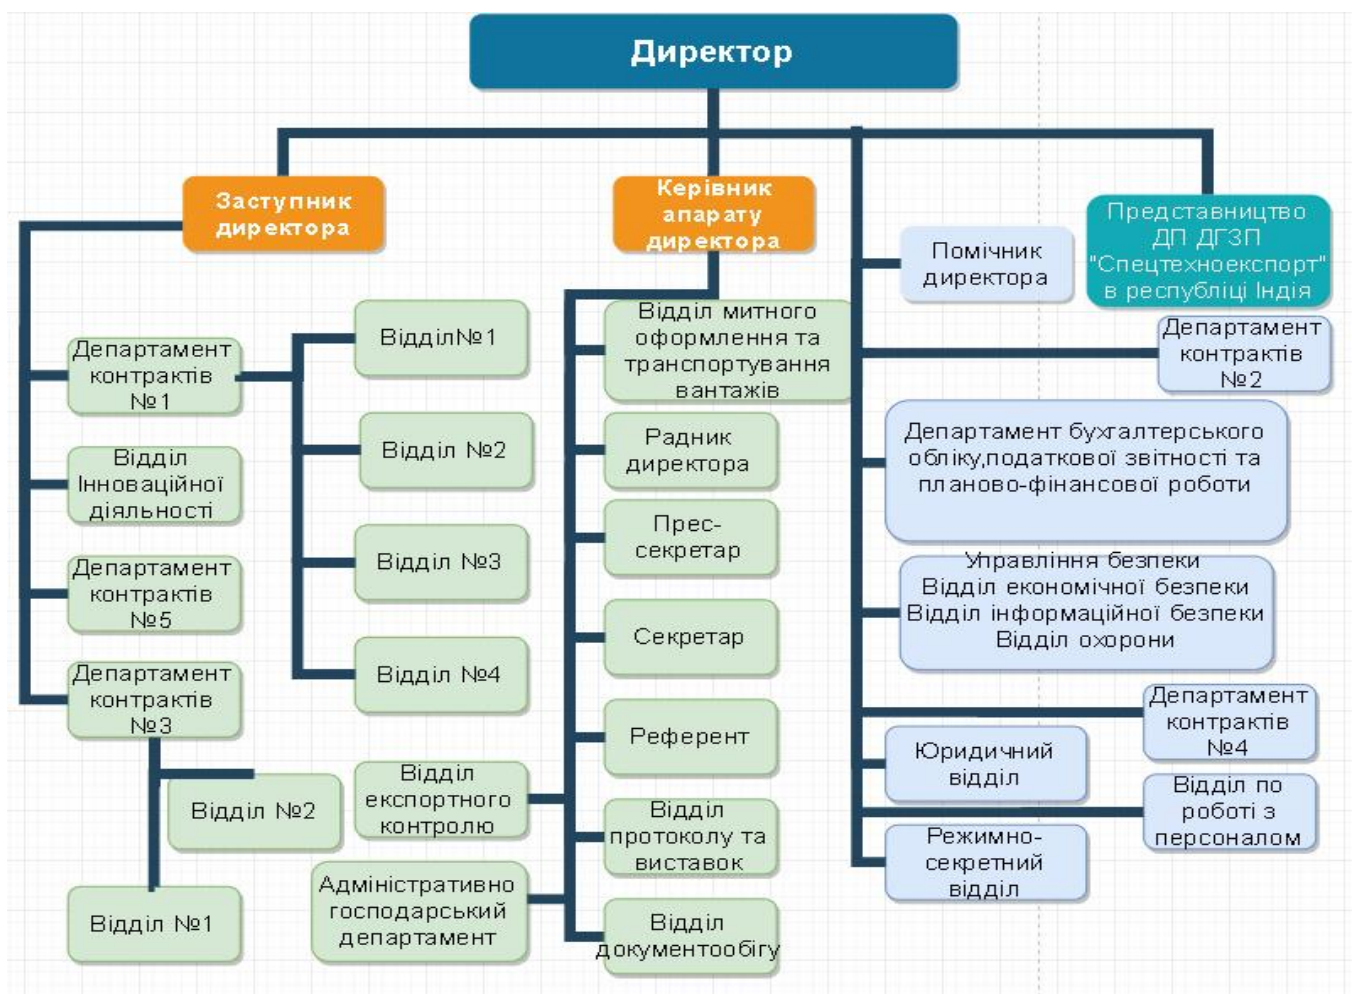 Директор
Заступник
директора
Керівник
апарату
директора
Помічник
директора
Представництво
ДП ДГЗП
"Спецтехноекспорт"
в республіці Індія
Департамент
контрактів
№1
Відділ
Інноваційної
діяльності
Департамент
контрактів
№5
Департамент
контрактів
№3
Відділ №2
Відділ №1
Відділ№1
Відділ №2
Відділ №3
Відділ №4
Відділ
експортного
контролю
Адміністративно
господарський
департамент
Відділ митного
оформлення та
транспортування
вантажів
Радник
директора
Прес-
секретар
Секретар
Референт
Відділ
протоколу та
виставок
Відділ
документообігу
Департамент
контрактів
№2
Департамент бухгалтерського
обліку,податкової звітності та
планово-фінансової роботи
Управління безпеки
Відділ економічної безпеки
Відділ інформаційної безпеки
Відділ охорони
Департамент
контрактів
№4
Юридичний
відділ
Відділ по
роботі з
персоналом
Режимно-
секретний
відділ